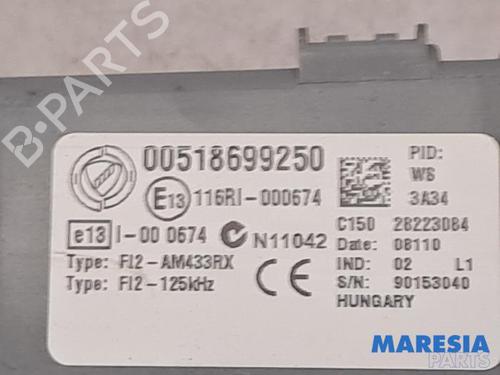 B-PARTS
00518699250
PID:
W6
3A34
E13 116RI-000674
e13 I-00 0674
N11042
C150 28223084
Date: 08110
Type: FI2-AM433RX
Type: FI2-125kHz
CE
IND: 02 L1
S/N: 90153040
HUNGARY
MARESIA
PARTS